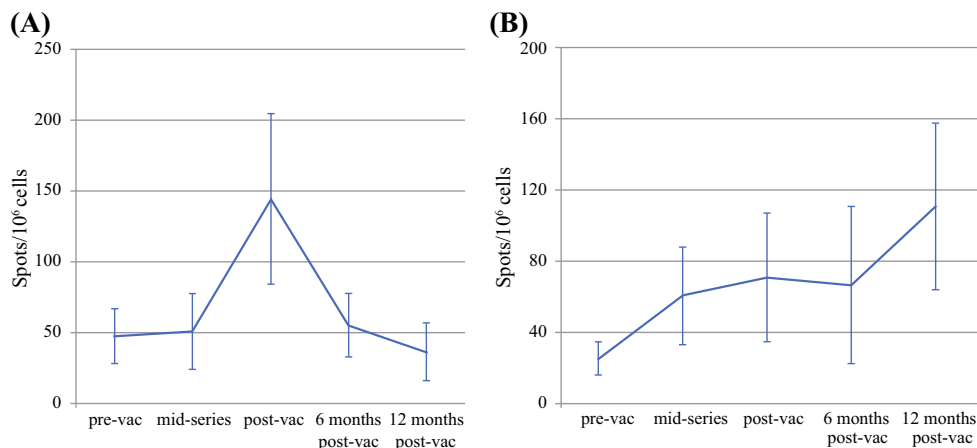 (A)
250
200
150
100
50
0
Spots/10⁶ cells
pre-vac mid-series post-vac 6 months 12 months
post-vac post-vac
(B)
200
160
120
80
40
0
Spots/10⁶ cells
pre-vac mid-series post-vac 6 months 12 months
post-vac post-vac